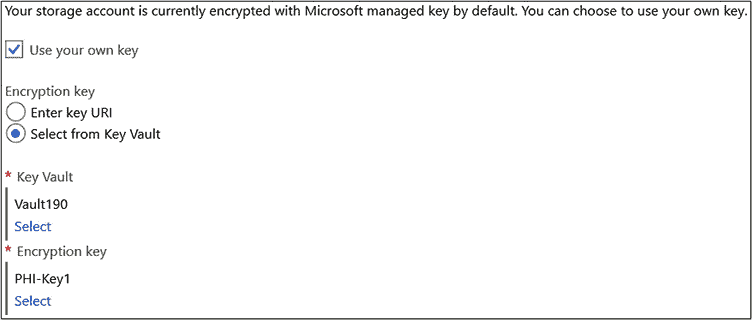 Your storage account is currently encrypted with Microsoft managed key by default. You can choose to use your own key.
Use your own key
Encryption key
Enter key URI
Select from Key Vault
* Key Vault
Vault190
Select
* Encryption key
PHI-Key1
Select